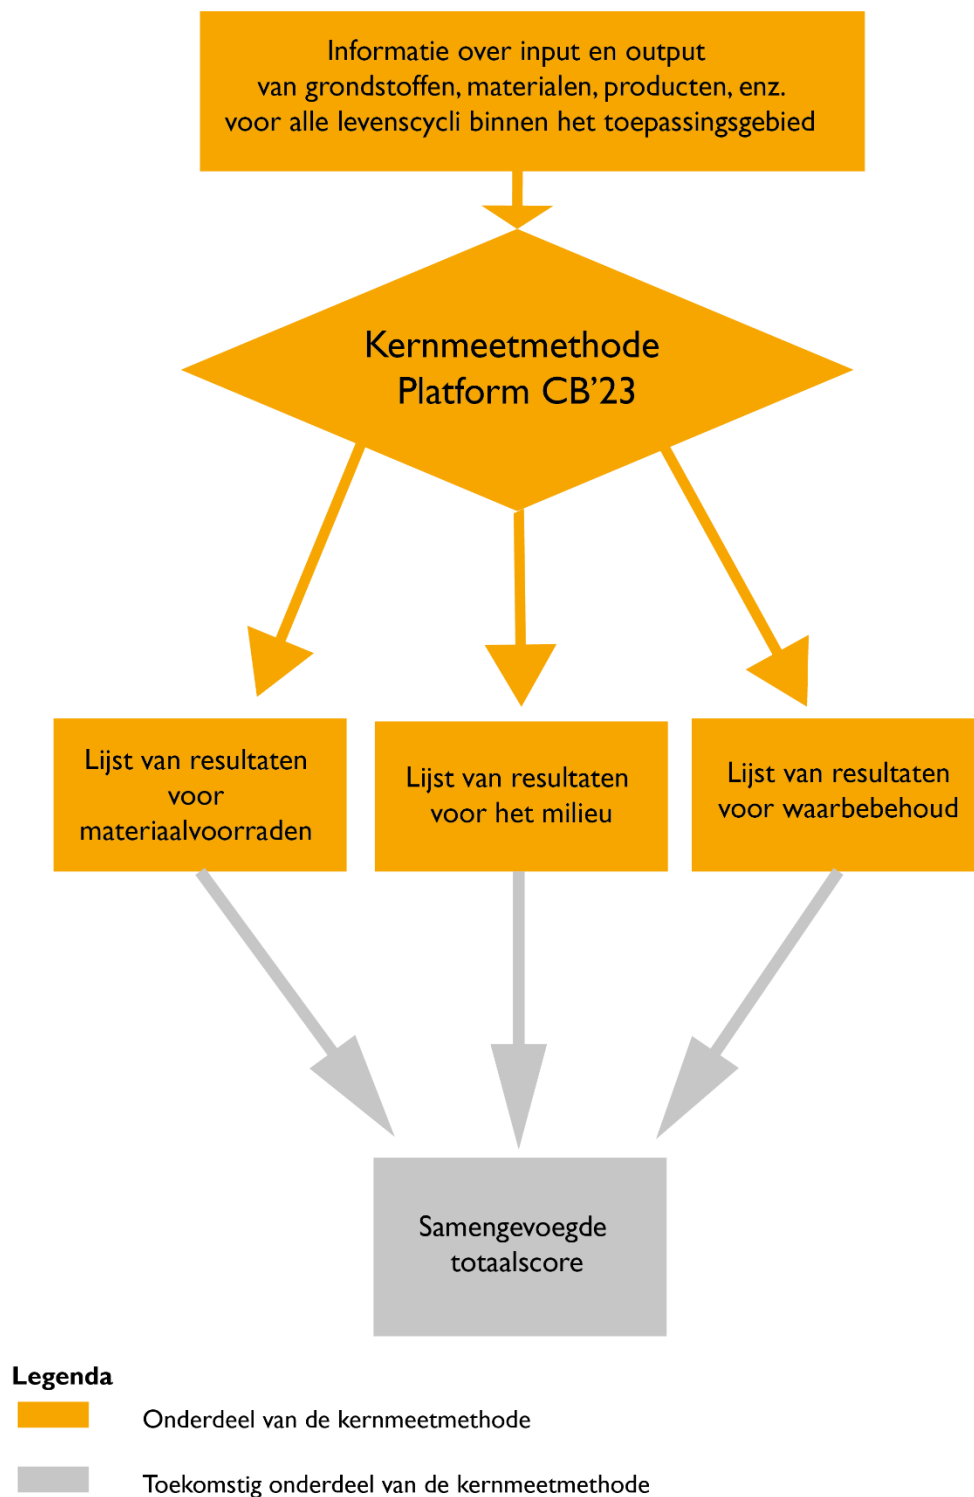 Informatie over input en output
van grondstoffen, materialen, producten, enz.
voor alle levenscycli binnen het toepassingsgebied
Kernmeetmethode
Platform CB’23
Lijst van resultaten
voor
materiaalvoorraden
Lijst van resultaten
voor het milieu
Lijst van resultaten
voor waarbebehoud
Samengevoegde
totaalscore
Legenda
Onderdeel van de kernmeetmethode
Toekomstig onderdeel van de kernmeetmethode